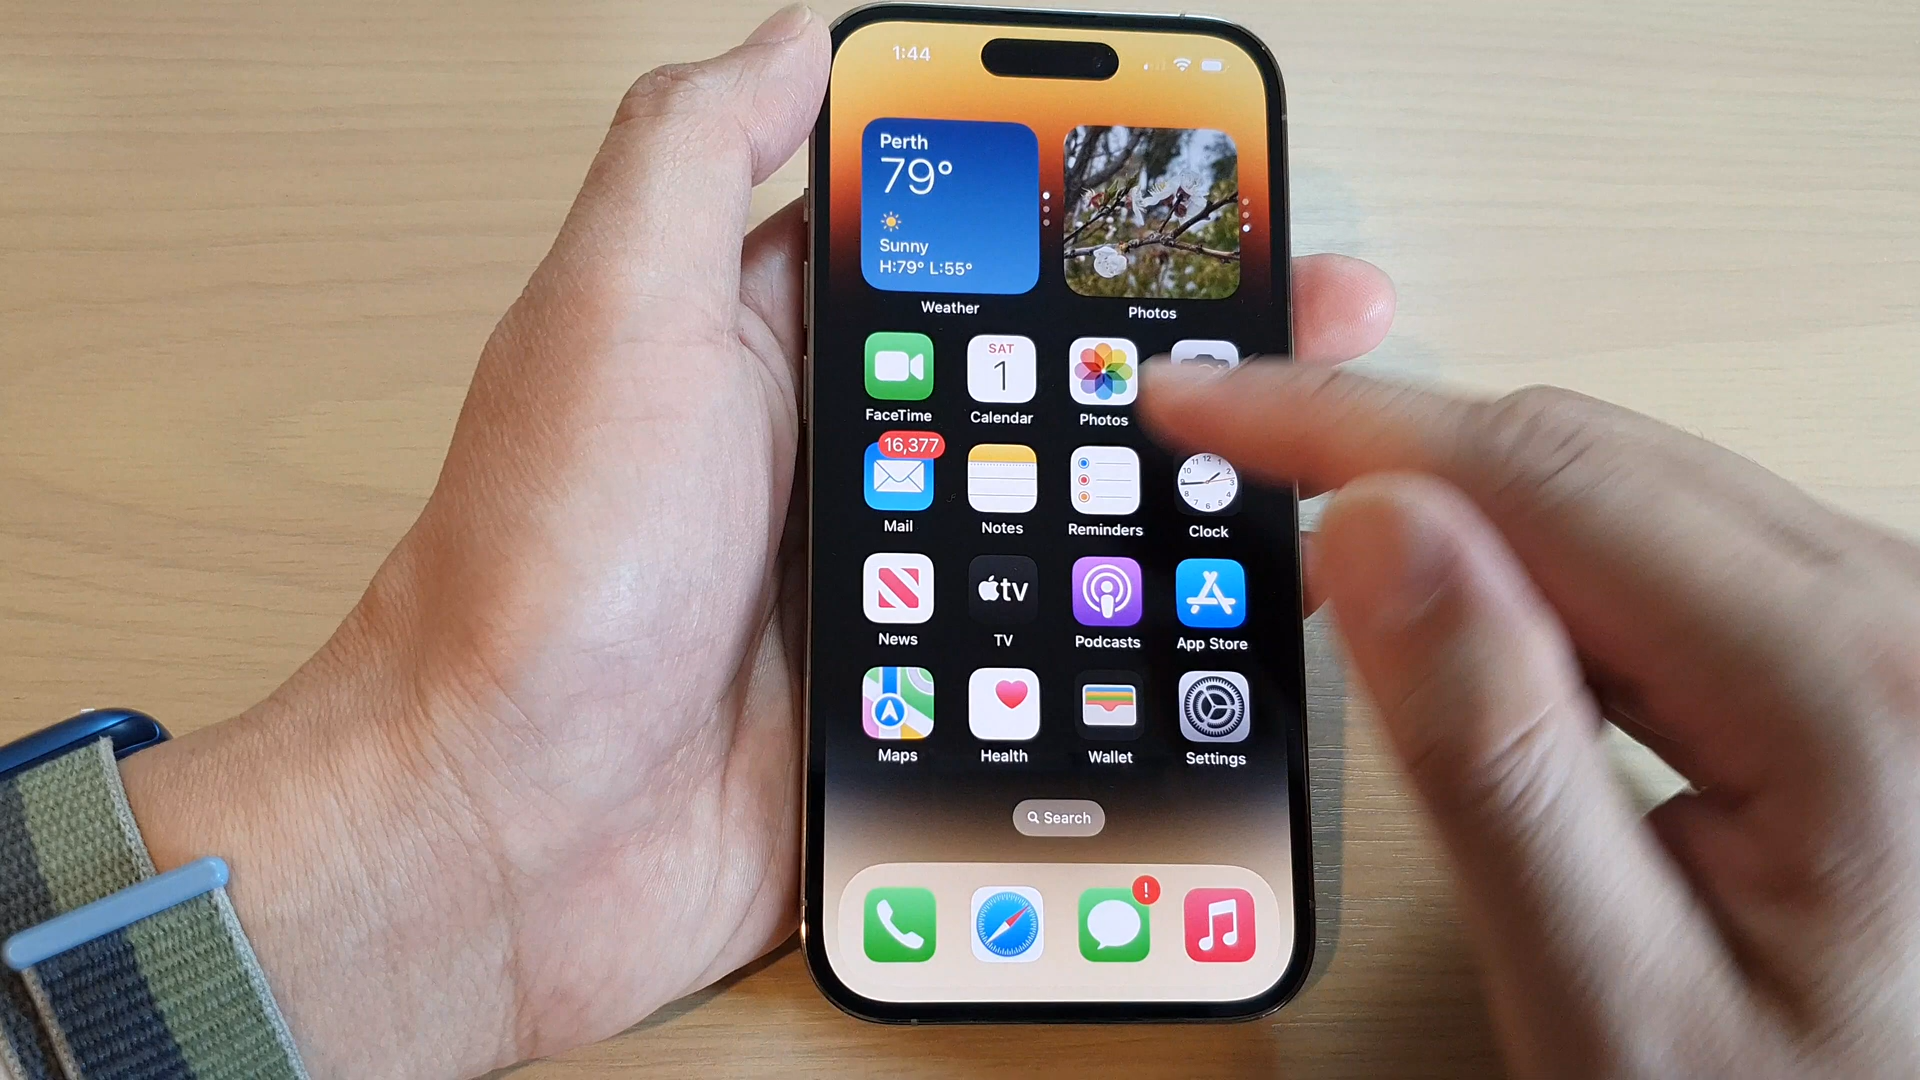 1:44
Perth
79°
Sunny
H:79° L:55°
Weather
Photos
SAT
1
FaceTime
Calendar
Photos
16,377
Mail
Notes
Reminders
Clock
tv
News
TV
Podcasts
App Store
Maps
Health
Wallet
Settings
Search
!